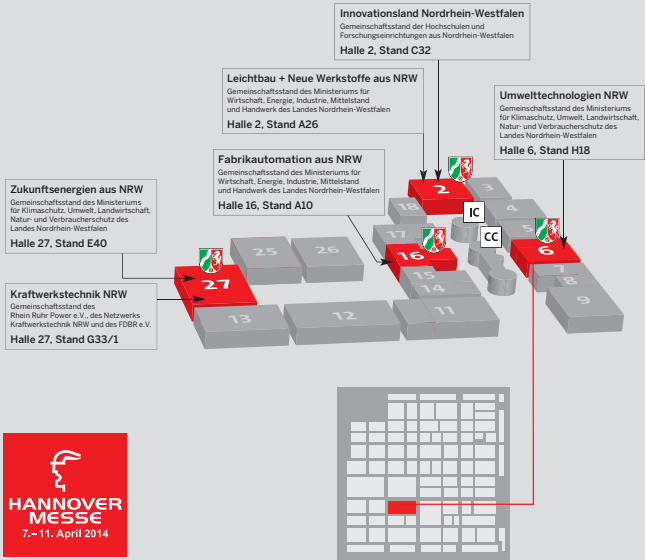 Innovationsland Nordrhein-Westfalen
Gemeinschaftsstand der Hochschulen und
Forschungseinrichtungen aus Nordrhein-Westfalen
Halle 2, Stand C32
Leichtbau + Neue Werkstoffe aus NRW
Gemeinschaftsstand des Ministeriums für
Wirtschaft, Energie, Industrie, Mittelstand
und Handwerk des Landes Nordrhein-Westfalen
Halle 2, Stand A26
Umwelttechnologien NRW
Gemeinschaftsstand des Ministeriums
für Klimaschutz, Umwelt, Landwirtschaft,
Natur- und Verbraucherschutz des
Landes Nordrhein-Westfalen
Halle 6, Stand H18
Fabrikautomation aus NRW
Gemeinschaftsstand des Ministeriums für
Wirtschaft, Energie, Industrie, Mittelstand
und Handwerk des Landes Nordrhein-Westfalen
Halle 16, Stand A10
Zukunftsenergien aus NRW
Gemeinschaftsstand des Ministeriums
für Klimaschutz, Umwelt, Landwirtschaft,
Natur- und Verbraucherschutz des
Landes Nordrhein-Westfalen
Halle 27, Stand E40
Kraftwerkstechnik NRW
Gemeinschaftsstand des
Rhein Ruhr Power e.V., des Netzwerks
Kraftwerkstechnik NRW und des FDBR e.V.
Halle 27, Stand G33/1
2
3
18
IC
4
17
CC
5
16
6
25
26
15
7
27
14
8
9
13
12
11
HANNOVER
MESSE
7.–11. April 2014